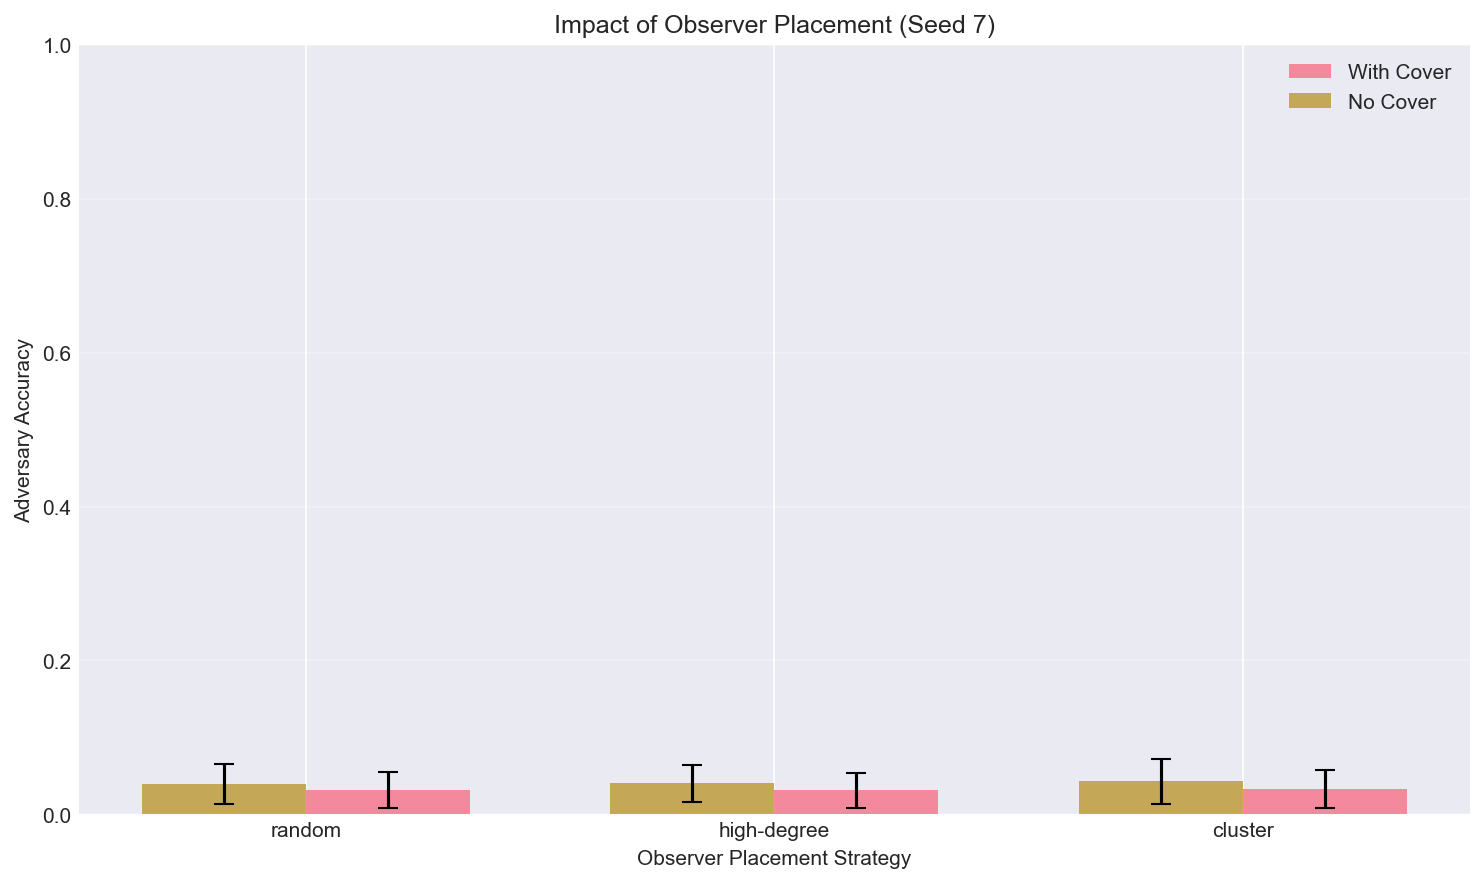 Impact of Observer Placement (Seed 7)
With Cover
No Cover
Adversary Accuracy
1.0
0.8
0.6
0.4
0.2
0.0
random
high-degree
cluster
Observer Placement Strategy